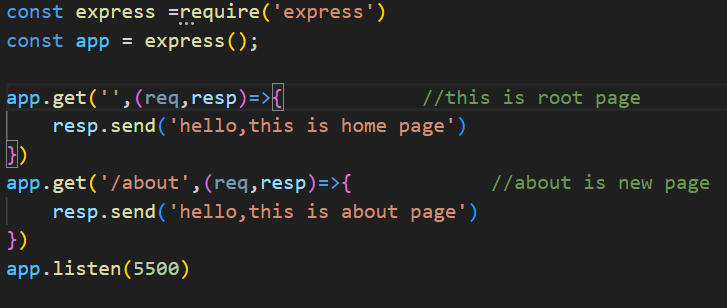 const express =require('express')
const app = express();
app.get('',(req,resp)=>{ //this is root page
resp.send('hello,this is home page')
})
app.get('/about',(req,resp)=>{ //about is new page
resp.send('hello,this is about page')
})
app.listen(5500)